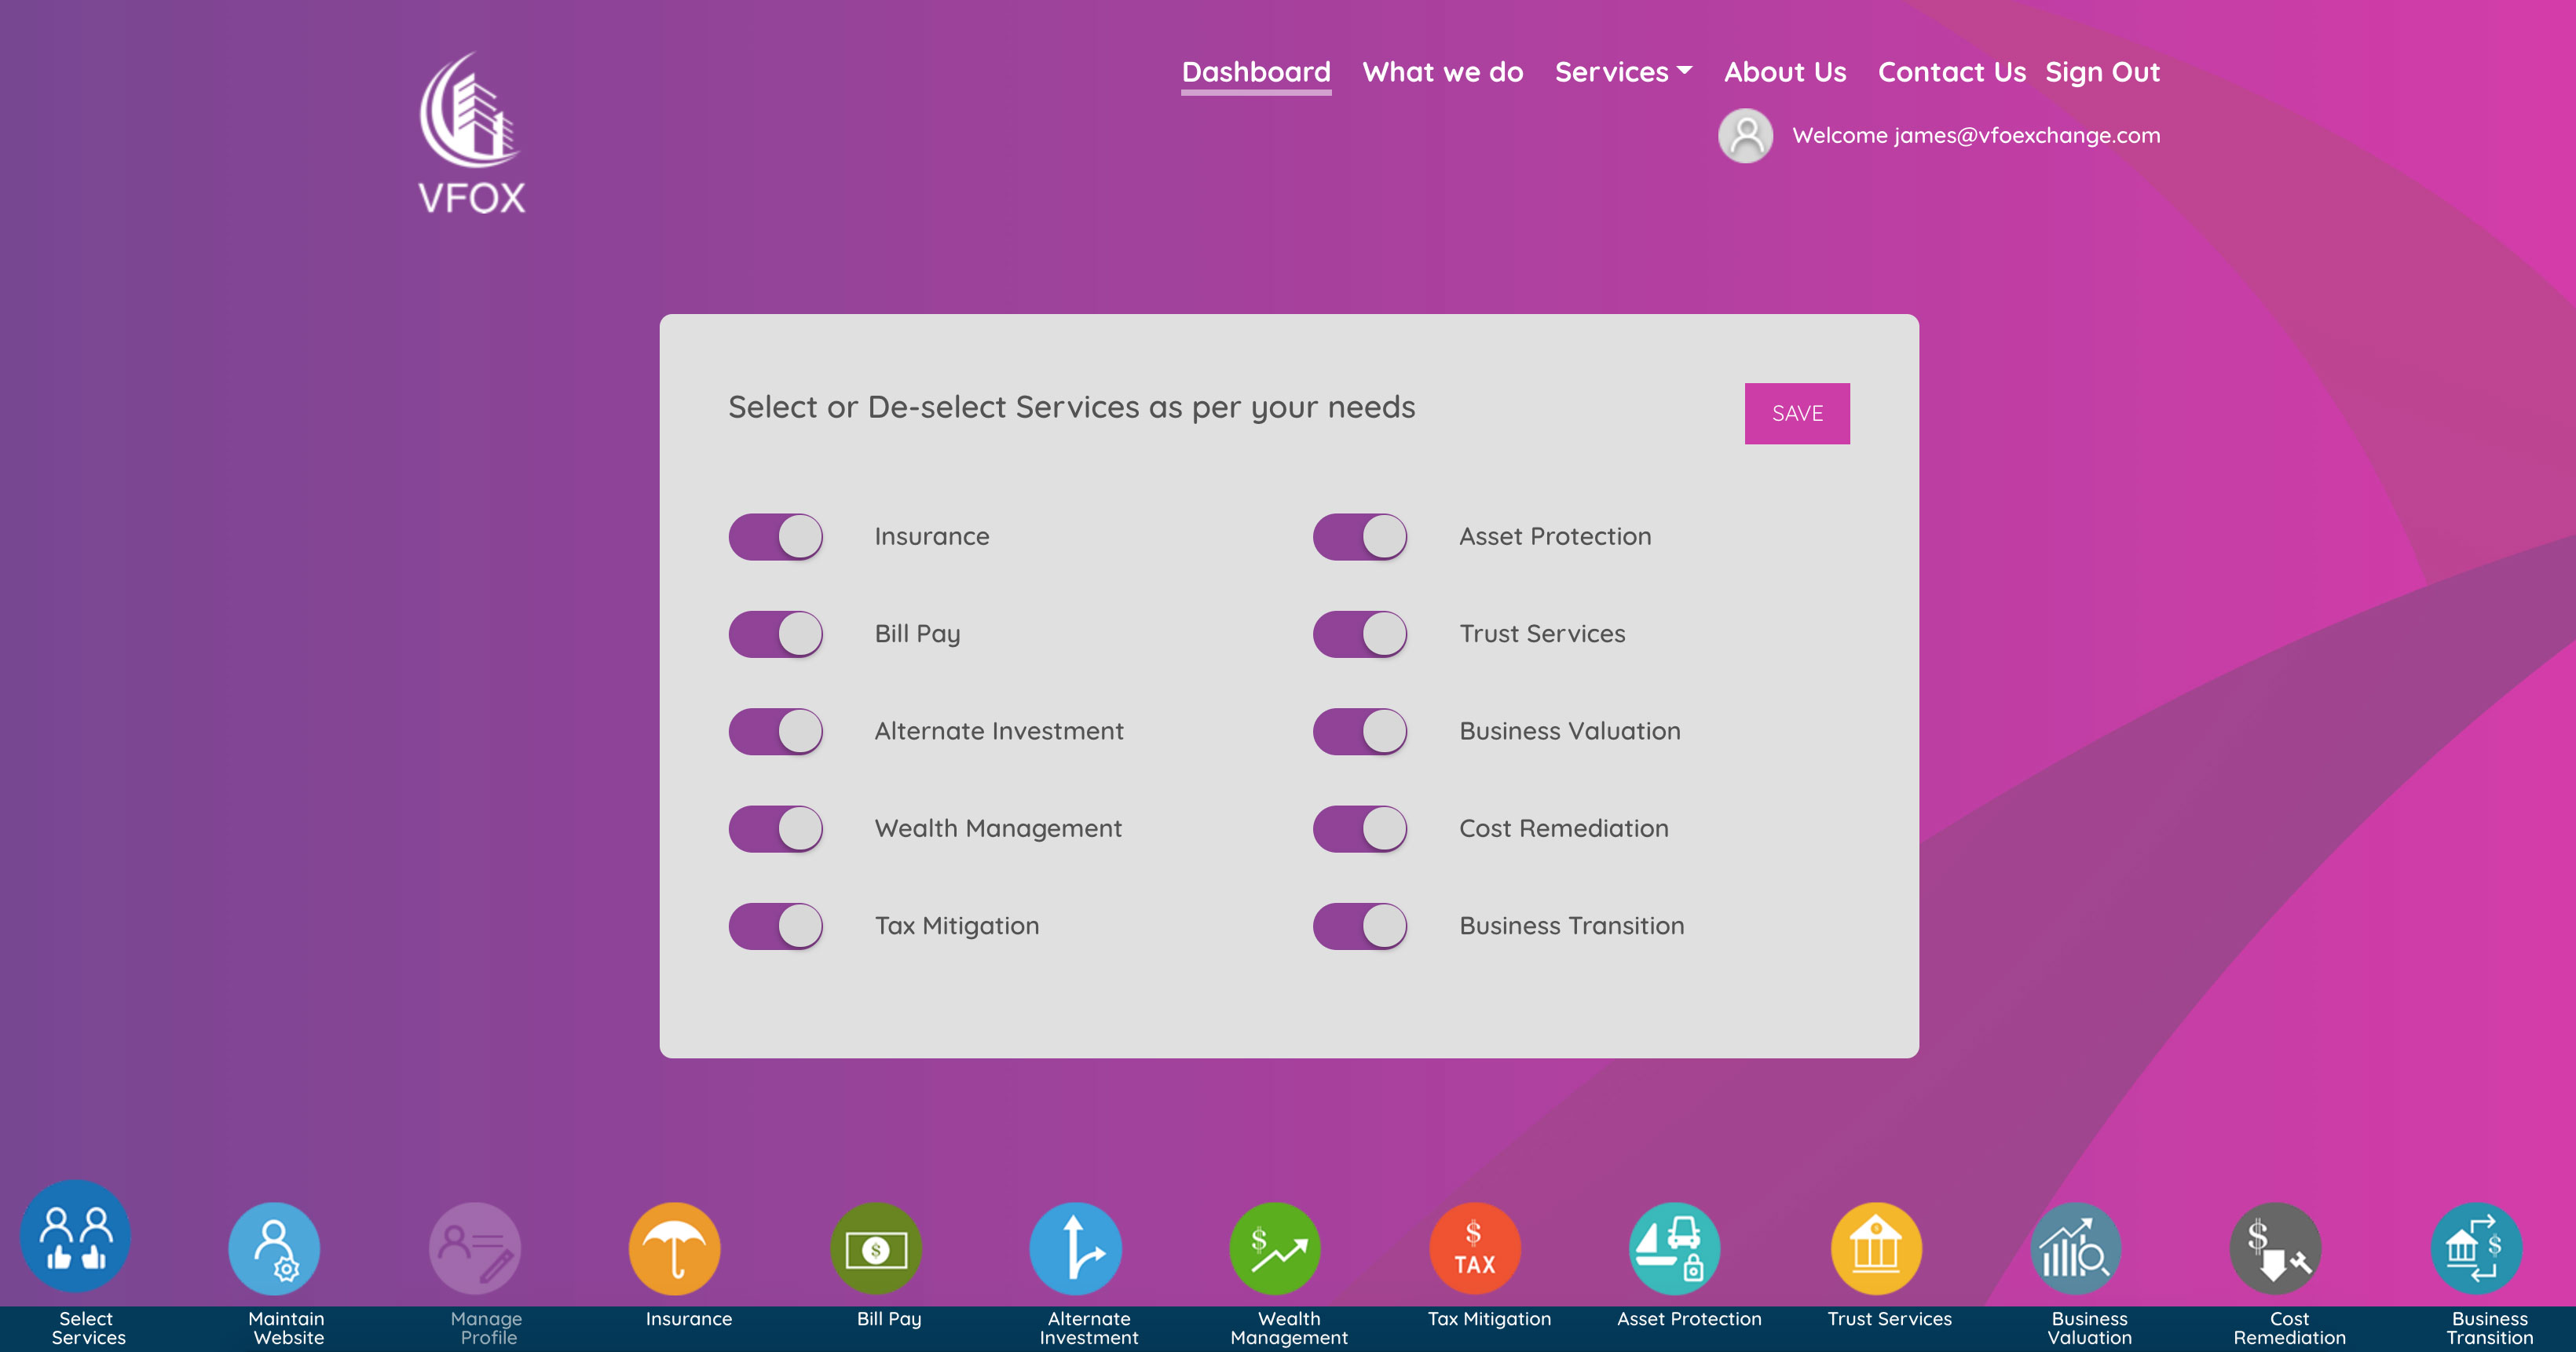 VFOX
Dashboard What we do Services About Us Contact Us Sign Out
Welcome james@vfoexchange.com
Select or De-select Services as per your needs
SAVE
Insurance
Asset Protection
Bill Pay
Trust Services
Alternate Investment
Business Valuation
Wealth Management
Cost Remediation
Tax Mitigation
Business Transition
$
$
$
TAX
$
$
Select
Services
Maintain
Website
Manage
Profile
Insurance
Bill Pay
Alternate
Investment
Wealth
Management
Tax Mitigation
Asset Protection
Trust Services
Business
Valuation
Cost
Remediation
Business
Transition